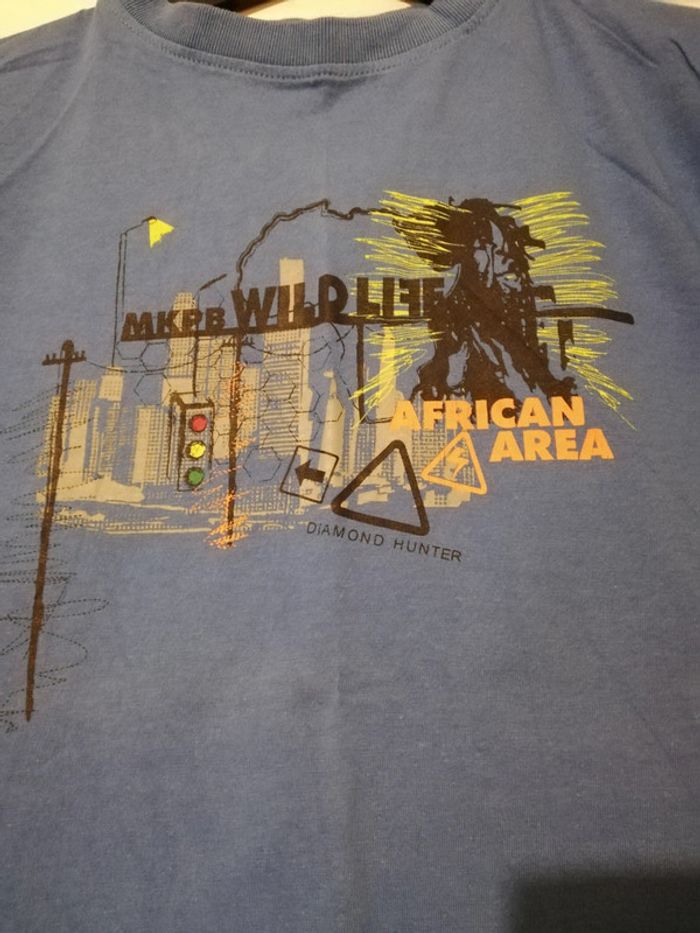 MKPB WILD LIFE
AFRICAN
AREA
DIAMOND HUNTER